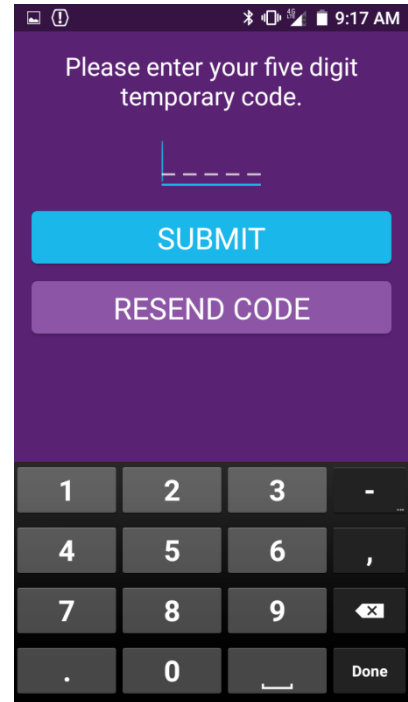 9:17 AM
Please enter your five digit
temporary code.
_ _ _ _ _
SUBMIT
RESEND CODE
1 2 3 -
4 5 6 ,
7 8 9
. 0 Done